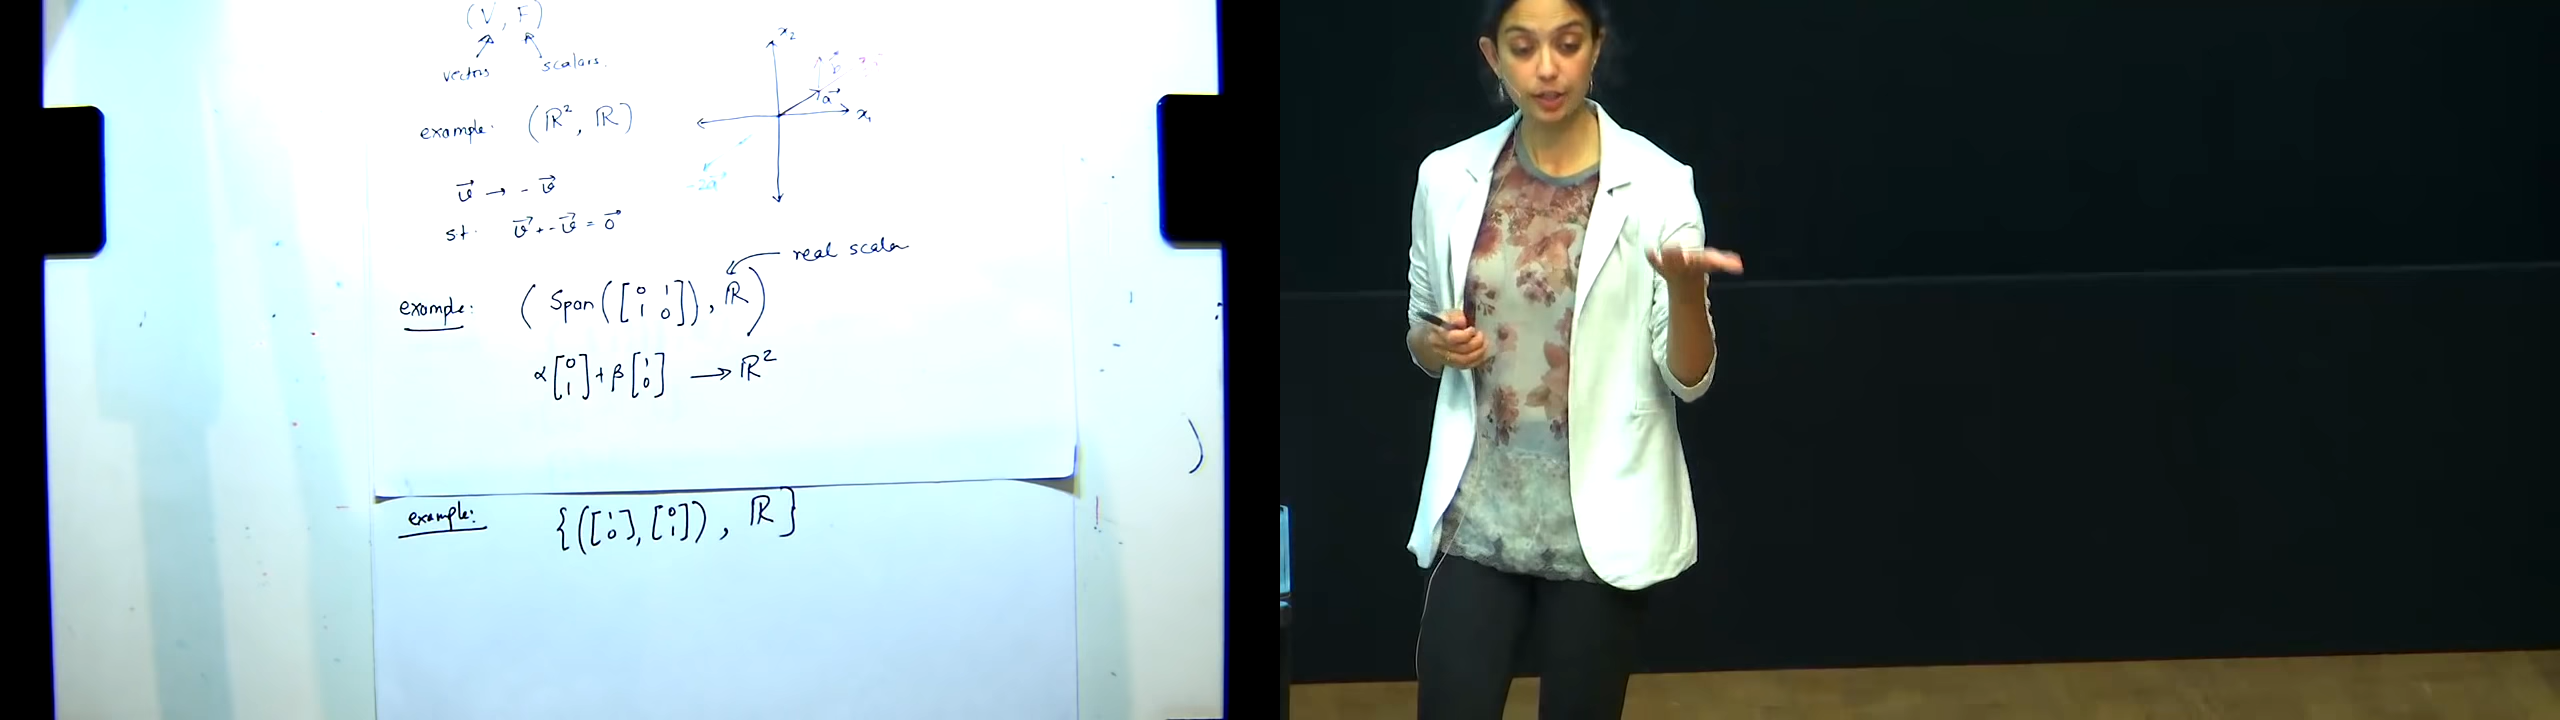 (V, F)
vectors scalars.
x₂
b⃗
a⃗
x₁
-2a⃗
example: (ℝ², ℝ)
v⃗ → -v⃗
st. v⃗ + -v⃗ = 0⃗
real scalar
example: ( Span([0 1; 1 0]), ℝ )
α[0; 1] + β[1; 0] → ℝ²
example: {([1; 0], [0; 1]), ℝ}